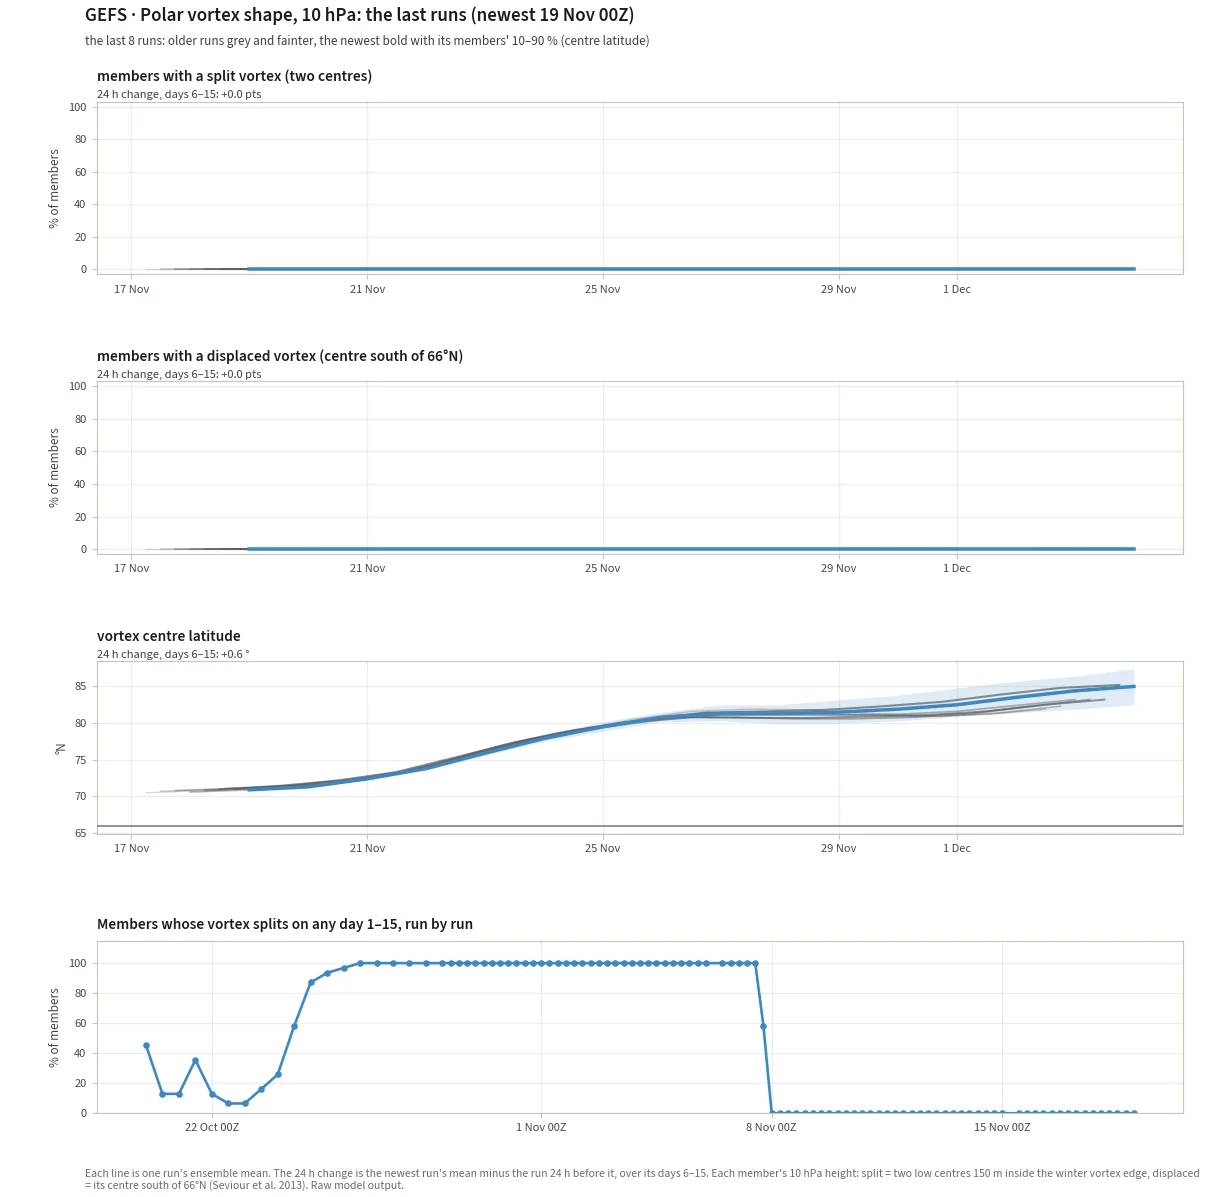 GEFS · Polar vortex shape, 10 hPa: the last runs (newest 19 Nov 00Z)
the last 8 runs: older runs grey and fainter, the newest bold with its members' 10–90 % (centre latitude)
members with a split vortex (two centres)
24 h change, days 6–15: +0.0 pts
100
80
60
40
20
0
% of members
17 Nov 21 Nov 25 Nov 29 Nov 1 Dec
members with a displaced vortex (centre south of 66°N)
24 h change, days 6–15: +0.0 pts
100
80
60
40
20
0
% of members
17 Nov 21 Nov 25 Nov 29 Nov 1 Dec
vortex centre latitude
24 h change, days 6–15: +0.6 °
85
80
75
70
65
°N
17 Nov 21 Nov 25 Nov 29 Nov 1 Dec
Members whose vortex splits on any day 1–15, run by run
100
80
60
40
20
0
% of members
22 Oct 00Z 1 Nov 00Z 8 Nov 00Z 15 Nov 00Z
Each line is one run's ensemble mean. The 24 h change is the newest run's mean minus the run 24 h before it, over its days 6–15. Each member's 10 hPa height: split = two low centres 150 m inside the winter vortex edge, displaced
= its centre south of 66°N (Seviour et al. 2013). Raw model output.